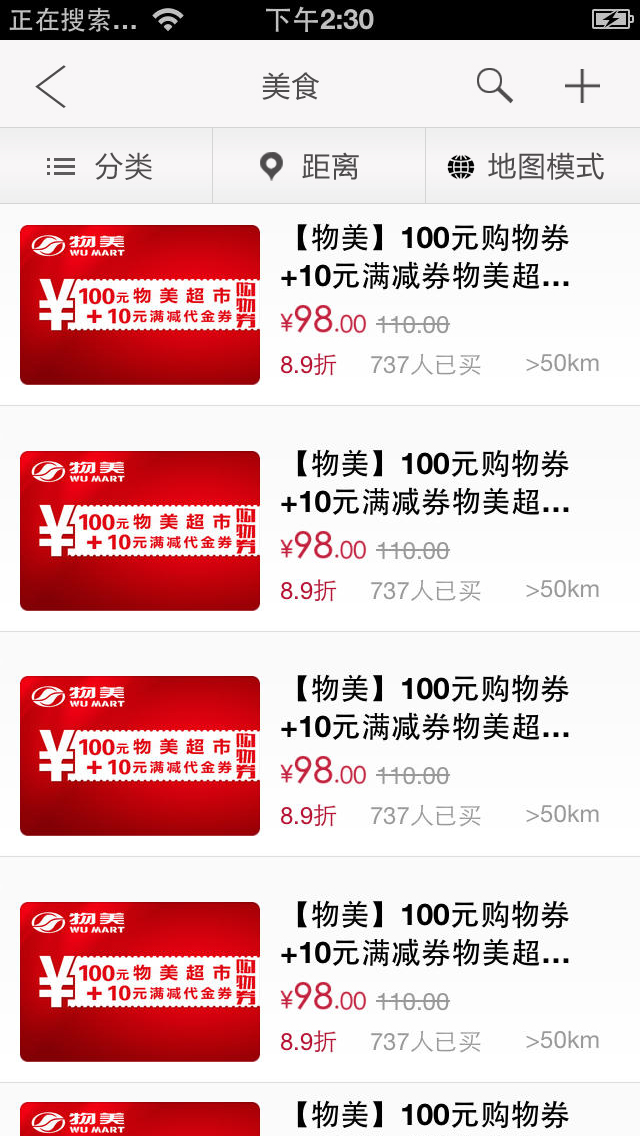 正在搜索... 下午2:30
美食
分类 距离 地图模式
物美
WU MART
¥ 100元物美超市 购物券
+10元满减代金券
【物美】100元购物券
+10元满减券物美超...
¥98.00 110.00
8.9折 737人已买 >50km
物美
WU MART
¥ 100元物美超市 购物券
+10元满减代金券
【物美】100元购物券
+10元满减券物美超...
¥98.00 110.00
8.9折 737人已买 >50km
物美
WU MART
¥ 100元物美超市 购物券
+10元满减代金券
【物美】100元购物券
+10元满减券物美超...
¥98.00 110.00
8.9折 737人已买 >50km
物美
WU MART
¥ 100元物美超市 购物券
+10元满减代金券
【物美】100元购物券
+10元满减券物美超...
¥98.00 110.00
8.9折 737人已买 >50km
物美
WU MART
【物美】100元购物券